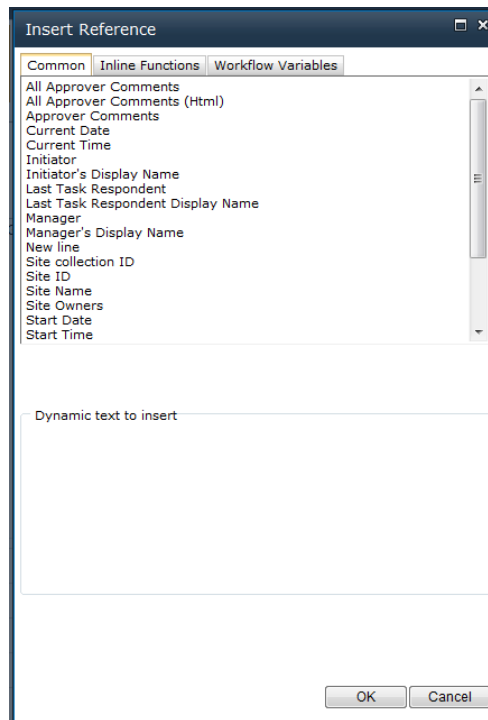 Insert Reference
Common Inline Functions Workflow Variables
All Approver Comments
All Approver Comments (Html)
Approver Comments
Current Date
Current Time
Initiator
Initiator's Display Name
Last Task Respondent
Last Task Respondent Display Name
Manager
Manager's Display Name
New line
Site collection ID
Site ID
Site Name
Site Owners
Start Date
Start Time
Dynamic text to insert
OK Cancel